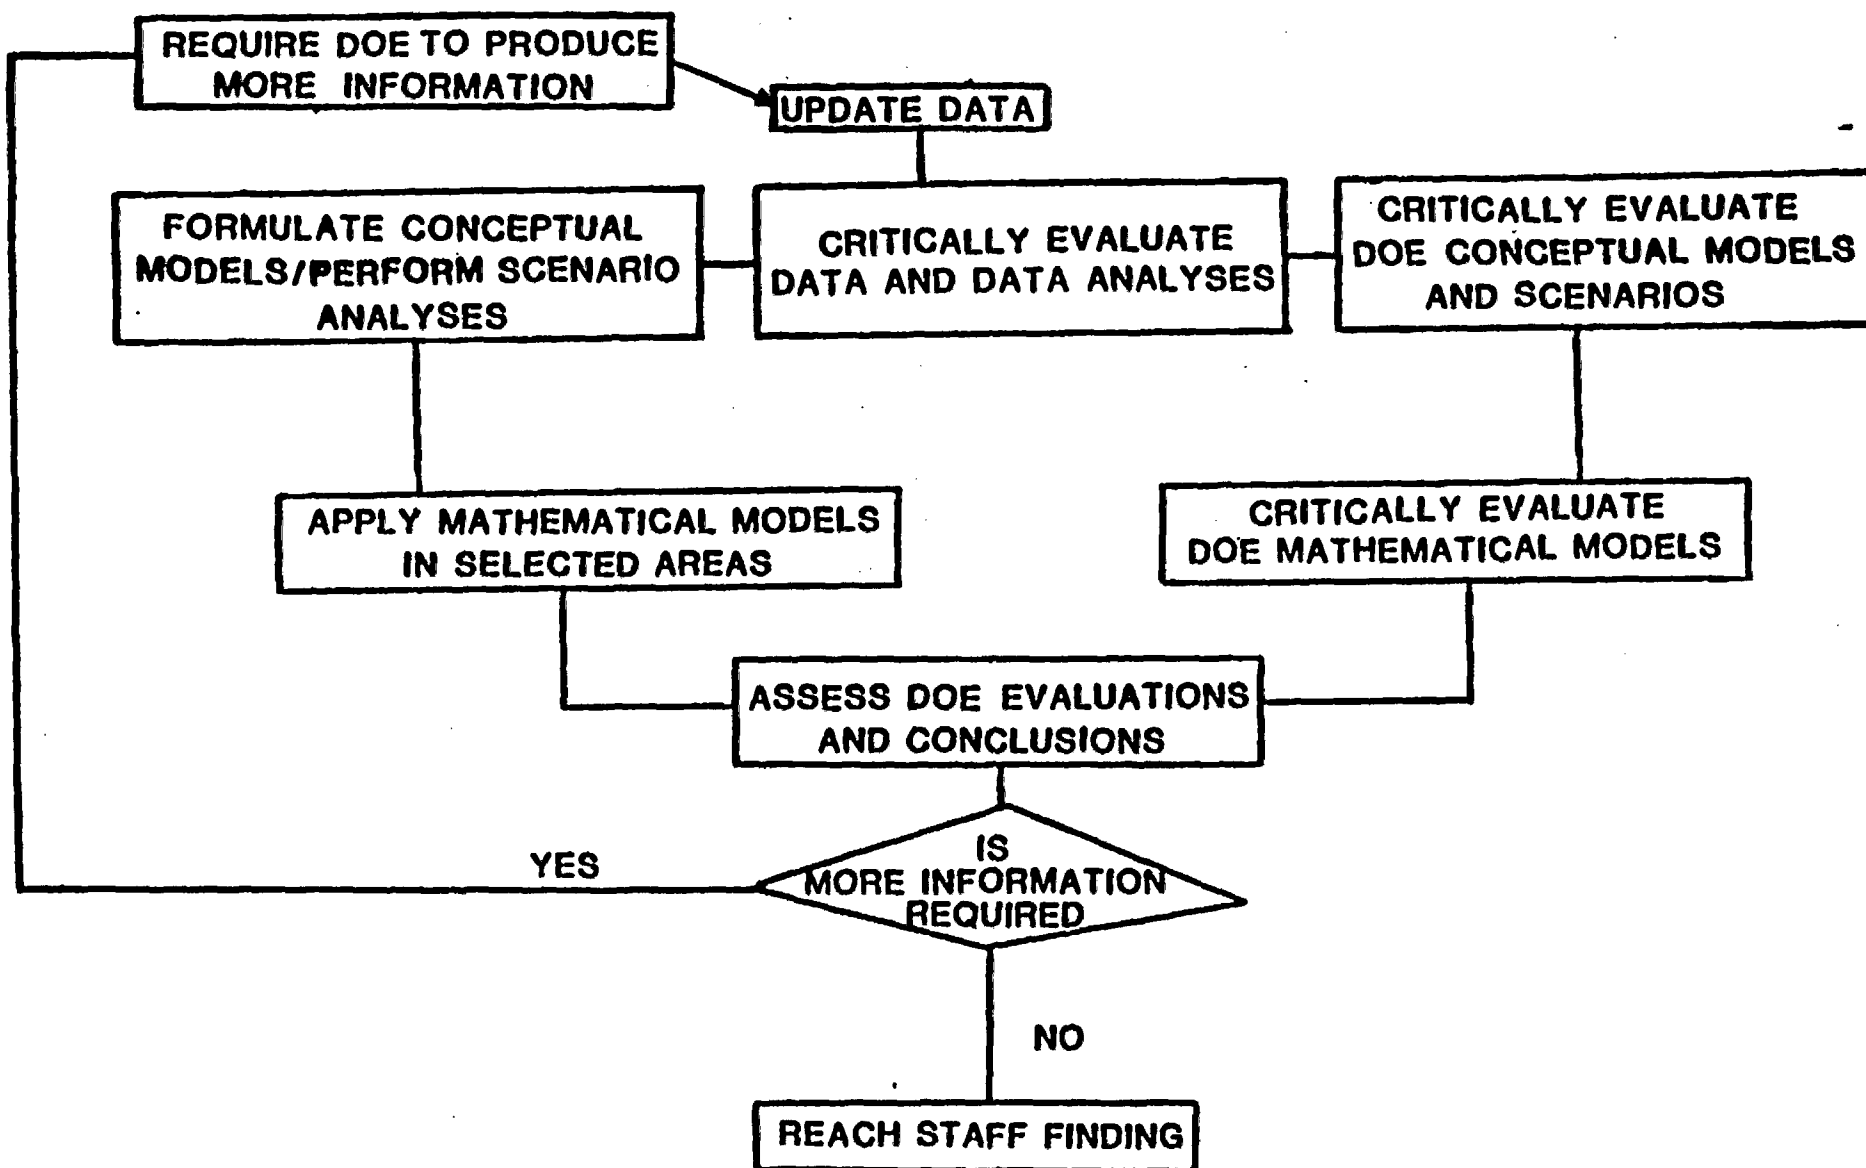 REQUIRE DOE TO PRODUCE
MORE INFORMATION
UPDATE DATA
FORMULATE CONCEPTUAL
MODELS/PERFORM SCENARIO
ANALYSES
CRITICALLY EVALUATE
DATA AND DATA ANALYSES
CRITICALLY EVALUATE
DOE CONCEPTUAL MODELS
AND SCENARIOS
APPLY MATHEMATICAL MODELS
IN SELECTED AREAS
CRITICALLY EVALUATE
DOE MATHEMATICAL MODELS
ASSESS DOE EVALUATIONS
AND CONCLUSIONS
IS
MORE INFORMATION
REQUIRED
YES
NO
REACH STAFF FINDING